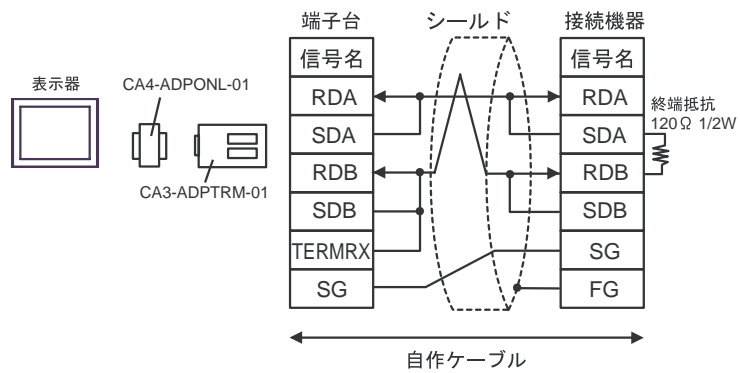 端子台
シールド
接続機器
信号名
信号名
表示器
CA4-ADPONL-01
CA3-ADPTRM-01
RDA
SDA
RDB
SDB
TERMRX
SG
RDA
SDA
RDB
SDB
SG
FG
終端抵抗
120Ω 1/2W
自作ケーブル